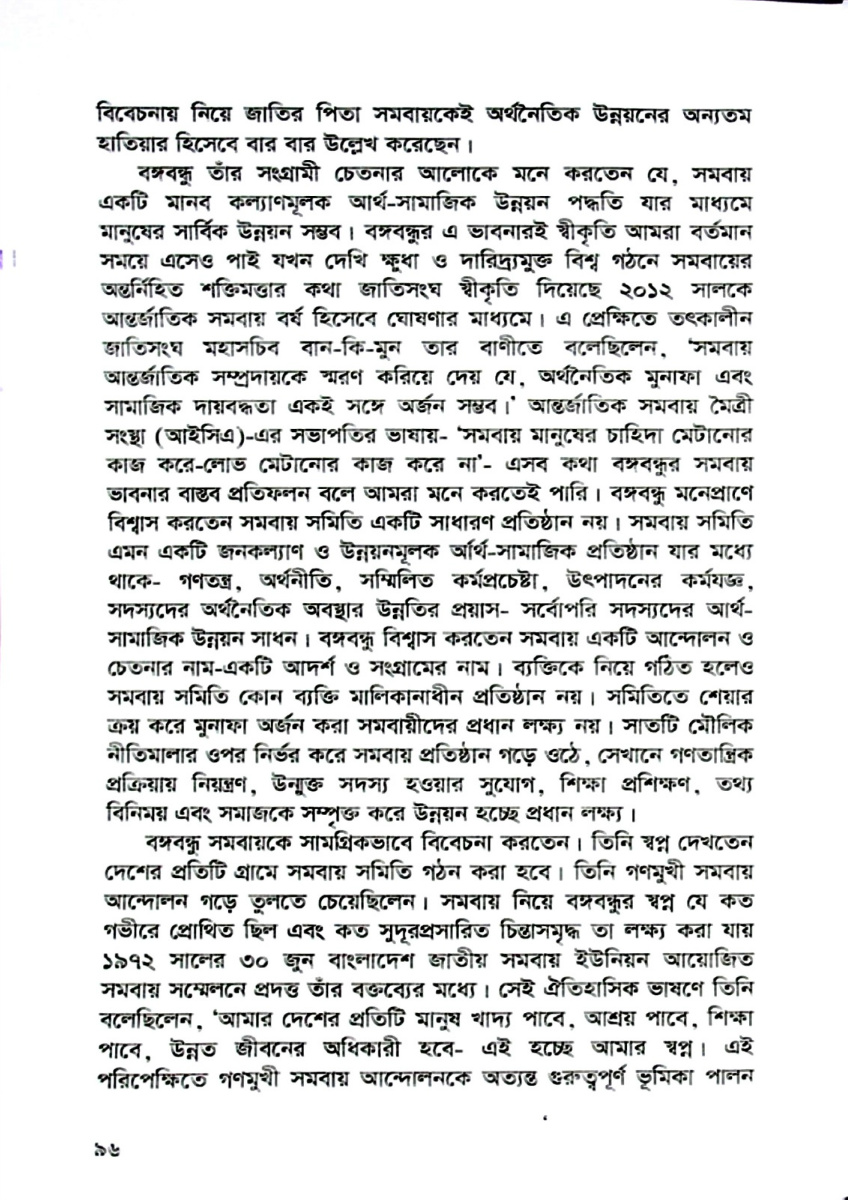 বিবেচনায় নিয়ে জাতির পিতা সমবায়কেই অর্থনৈতিক উন্নয়নের অন্যতম
হাতিয়ার হিসেবে বার বার উল্লেখ করেছেন।
বঙ্গবন্ধু তাঁর সংগ্রামী চেতনার আলোকে মনে করতেন যে, সমবায়
একটি মানব কল্যাণমূলক আর্থ-সামাজিক উন্নয়ন পদ্ধতি যার মাধ্যমে
মানুষের সার্বিক উন্নয়ন সম্ভব। বঙ্গবন্ধুর এ ভাবনারই স্বীকৃতি আমরা বর্তমান
সময়ে এসেও পাই যখন দেখি ক্ষুধা ও দারিদ্র্যমুক্ত বিশ্ব গঠনে সমবায়ের
অন্তর্নিহিত শক্তিমত্তার কথা জাতিসংঘ স্বীকৃতি দিয়েছে ২০১২ সালকে
আন্তর্জাতিক সমবায় বর্ষ হিসেবে ঘোষণার মাধ্যমে। এ প্রেক্ষিতে তৎকালীন
জাতিসংঘ মহাসচিব বান-কি-মুন তার বাণীতে বলেছিলেন, ‘সমবায়
আন্তর্জাতিক সম্প্রদায়কে স্মরণ করিয়ে দেয় যে, অর্থনৈতিক মুনাফা এবং
সামাজিক দায়বদ্ধতা একই সঙ্গে অর্জন সম্ভব।’ আন্তর্জাতিক সমবায় মৈত্রী
সংস্থা (আইসিএ)-এর সভাপতির ভাষায়- ‘সমবায় মানুষের চাহিদা মেটানোর
কাজ করে-লোভ মেটানোর কাজ করে না’- এসব কথা বঙ্গবন্ধুর সমবায়
ভাবনার বাস্তব প্রতিফলন বলে আমরা মনে করতেই পারি। বঙ্গবন্ধু মনেপ্রাণে
বিশ্বাস করতেন সমবায় সমিতি একটি সাধারণ প্রতিষ্ঠান নয়। সমবায় সমিতি
এমন একটি জনকল্যাণ ও উন্নয়নমূলক আর্থ-সামাজিক প্রতিষ্ঠান যার মধ্যে
থাকে- গণতন্ত্র, অর্থনীতি, সম্মিলিত কর্মপ্রচেষ্টা, উৎপাদনের কর্মযজ্ঞ,
সদস্যদের অর্থনৈতিক অবস্থার উন্নতির প্রয়াস- সর্বোপরি সদস্যদের আর্থ-
সামাজিক উন্নয়ন সাধন। বঙ্গবন্ধু বিশ্বাস করতেন সমবায় একটি আন্দোলন ও
চেতনার নাম-একটি আদর্শ ও সংগ্রামের নাম। ব্যক্তিকে নিয়ে গঠিত হলেও
সমবায় সমিতি কোন ব্যক্তি মালিকানাধীন প্রতিষ্ঠান নয়। সমিতিতে শেয়ার
ক্রয় করে মুনাফা অর্জন করা সমবায়ীদের প্রধান লক্ষ্য নয়। সাতটি মৌলিক
নীতিমালার ওপর নির্ভর করে সমবায় প্রতিষ্ঠান গড়ে ওঠে, সেখানে গণতান্ত্রিক
প্রক্রিয়ায় নিয়ন্ত্রণ, উন্মুক্ত সদস্য হওয়ার সুযোগ, শিক্ষা প্রশিক্ষণ, তথ্য
বিনিময় এবং সমাজকে সম্পৃক্ত করে উন্নয়ন হচ্ছে প্রধান লক্ষ্য।
বঙ্গবন্ধু সমবায়কে সামগ্রিকভাবে বিবেচনা করতেন। তিনি স্বপ্ন দেখতেন
দেশের প্রতিটি গ্রামে সমবায় সমিতি গঠন করা হবে। তিনি গণমুখী সমবায়
আন্দোলন গড়ে তুলতে চেয়েছিলেন। সমবায় নিয়ে বঙ্গবন্ধুর স্বপ্ন যে কত
গভীরে প্রোথিত ছিল এবং কত সুদূরপ্রসারিত চিন্তাসমৃদ্ধ তা লক্ষ্য করা যায়
১৯৭২ সালের ৩০ জুন বাংলাদেশ জাতীয় সমবায় ইউনিয়ন আয়োজিত
সমবায় সম্মেলনে প্রদত্ত তাঁর বক্তব্যের মধ্যে। সেই ঐতিহাসিক ভাষণে তিনি
বলেছিলেন, ‘আমার দেশের প্রতিটি মানুষ খাদ্য পাবে, আশ্রয় পাবে, শিক্ষা
পাবে, উন্নত জীবনের অধিকারী হবে- এই হচ্ছে আমার স্বপ্ন। এই
পরিপেক্ষিতে গণমুখী সমবায় আন্দোলনকে অত্যন্ত গুরুত্বপূর্ণ ভূমিকা পালন
৯৬